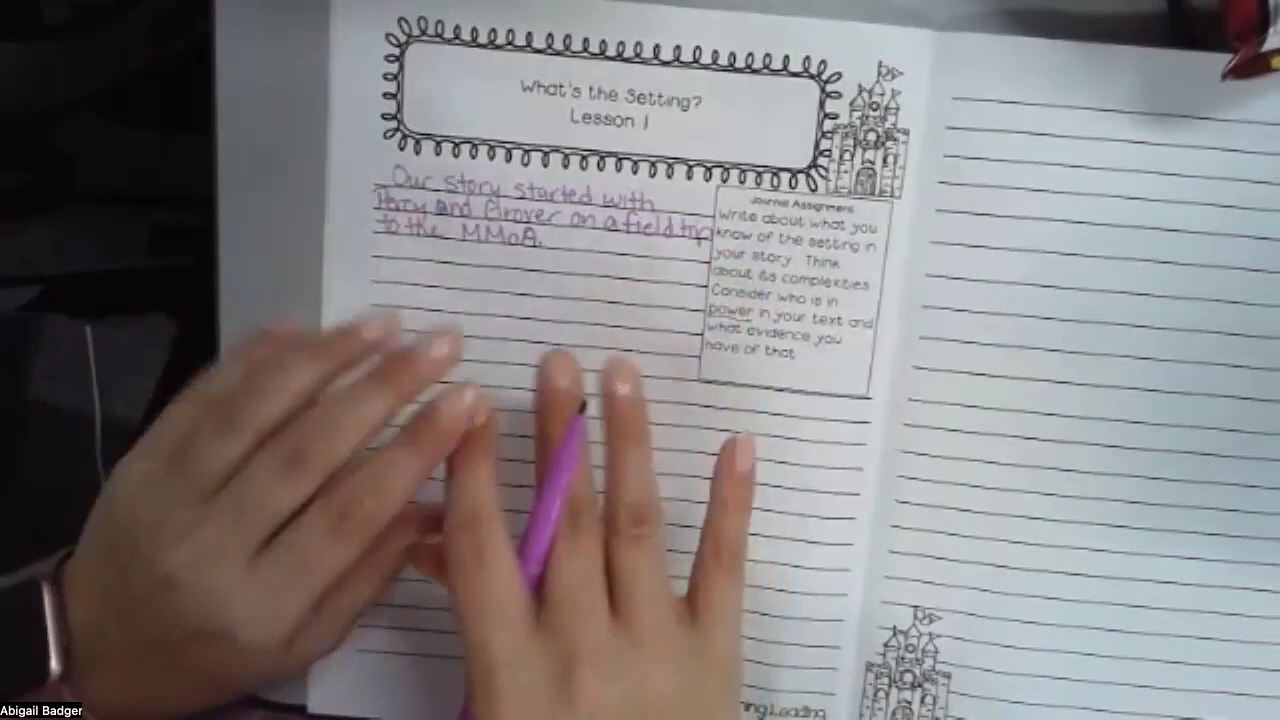 What's the Setting?
Lesson 1
Our story started with
Percy and Grover on a field trip
to the MMoA.
Journal Assignment
Write about what you
know of the setting in
your story. Think
about its complexities
Consider who is in
power in your text and
what evidence you
have of that
Abigail Badger